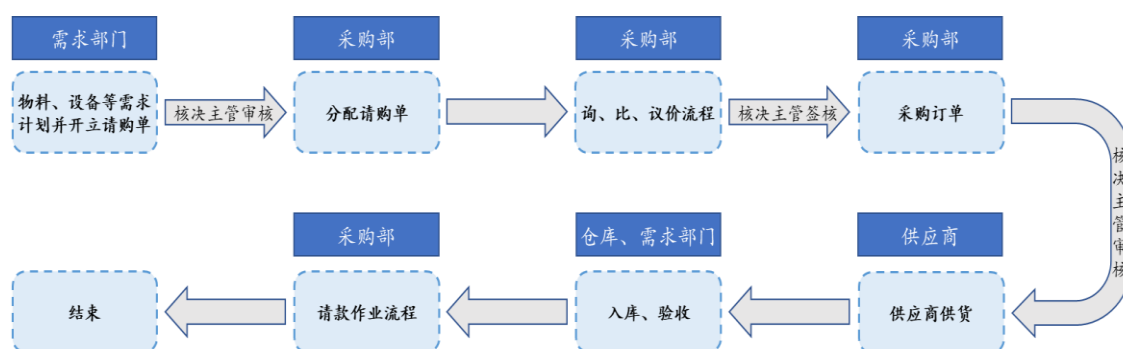 需求部门
采购部
采购部
采购部
物料、设备等需求
计划并开立请购单
核决主管审核
分配请购单
询、比、议价流程
核决主管签核
采购订单
核决主管审核
采购部
仓库、需求部门
供应商
结束
请款作业流程
入库、验收
供应商供货